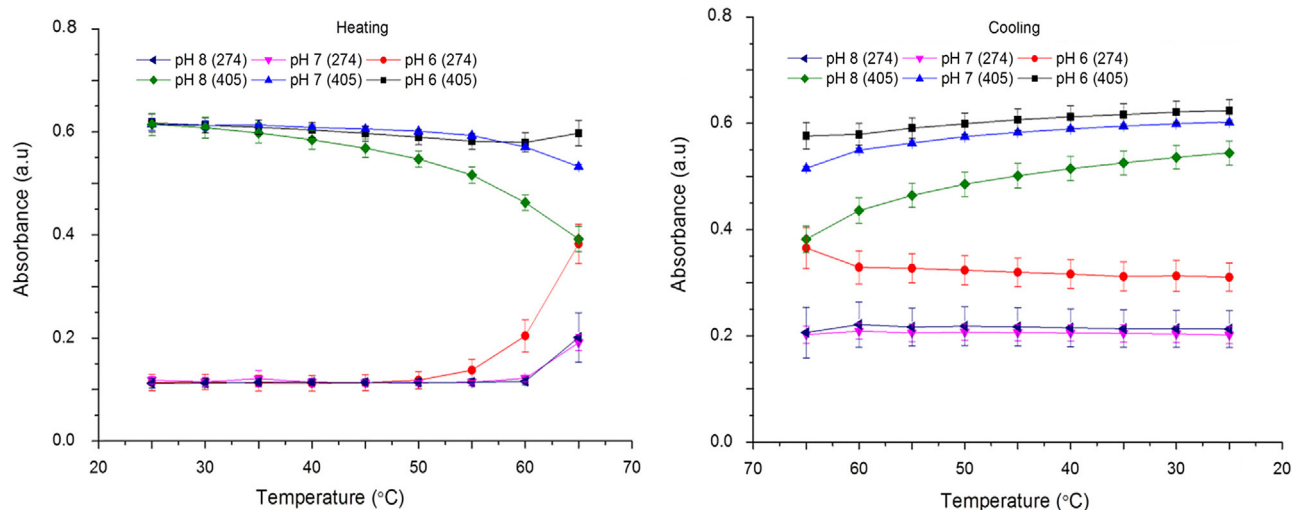 Heating
pH 8 (274) pH 7 (274) pH 6 (274)
pH 8 (405) pH 7 (405) pH 6 (405)
Absorbance (a.u)
0.8
0.6
0.4
0.2
0.0
20 30 40 50 60 70
Temperature (°C)
Cooling
pH 8 (274) pH 7 (274) pH 6 (274)
pH 8 (405) pH 7 (405) pH 6 (405)
Absorbance (a.u)
0.8
0.6
0.4
0.2
0.0
70 60 50 40 30 20
Temperature (°C)